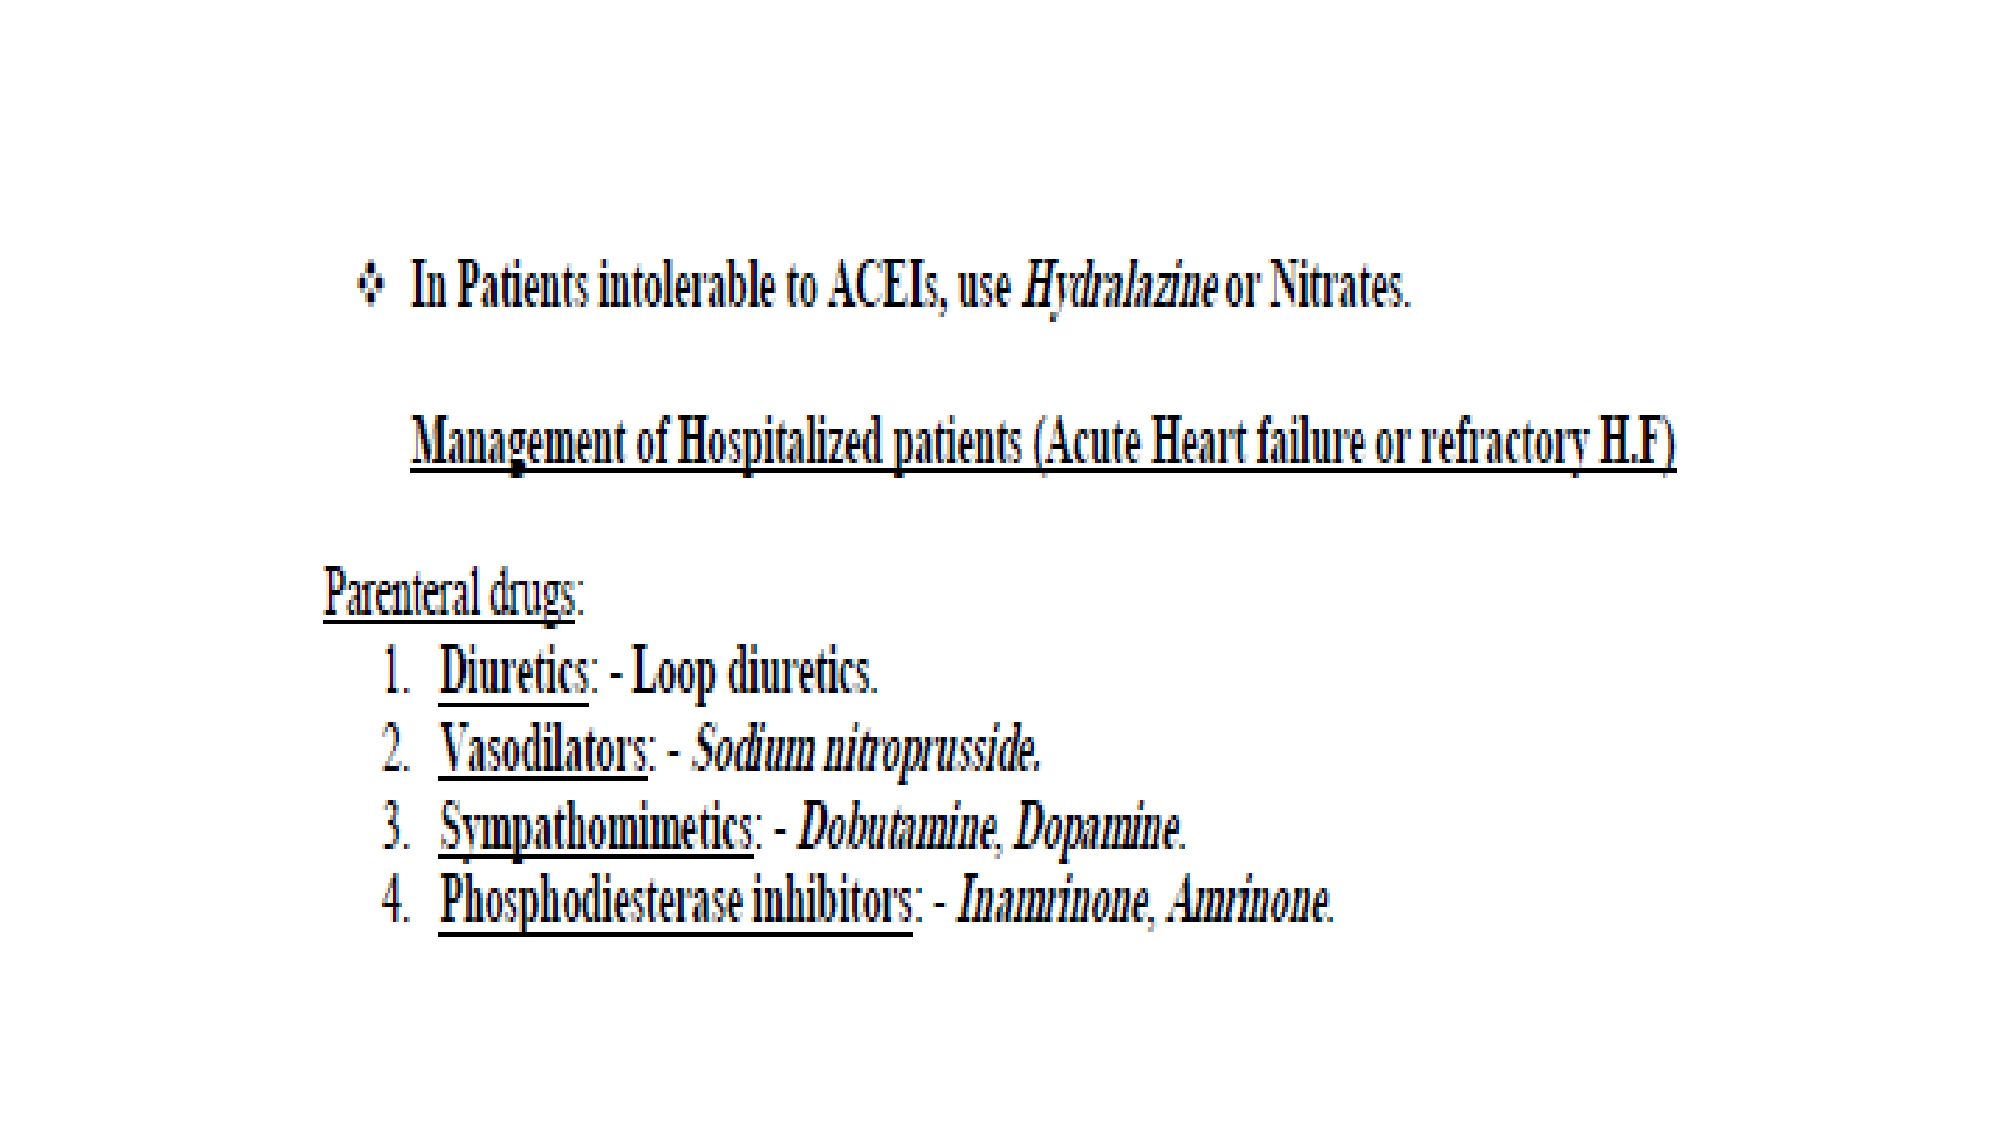 ❖ In Patients intolerable to ACEIs, use Hydralazine or Nitrates.
Management of Hospitalized patients (Acute Heart failure or refractory H.F)
Parenteral drugs:
1. Diuretics: - Loop diuretics.
2. Vasodilators: - Sodium nitroprusside.
3. Sympathomimetics: - Dobutamine, Dopamine.
4. Phosphodiesterase inhibitors: - Inamrinone, Amrinone.